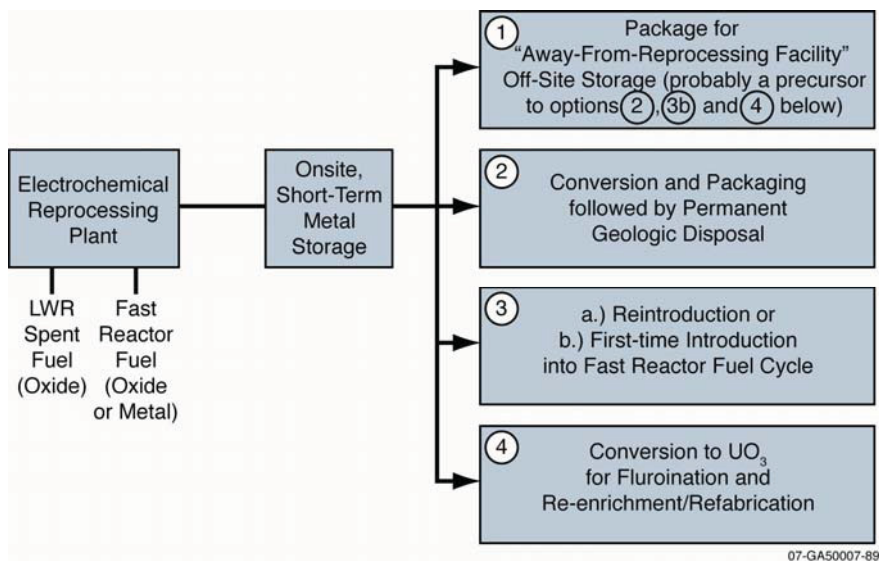 Electrochemical
Reprocessing
Plant
LWR
Spent
Fuel
(Oxide)
Fast
Reactor
Fuel
(Oxide
or Metal)
Onsite,
Short-Term
Metal
Storage
1
Package for
“Away-From-Reprocessing Facility”
Off-Site Storage (probably a precursor
to options 2, 3b and 4 below)
2
Conversion and Packaging
followed by Permanent
Geologic Disposal
3
a.) Reintroduction or
b.) First-time Introduction
into Fast Reactor Fuel Cycle
4
Conversion to UO₃
for Fluroination and
Re-enrichment/Refabrication
07-GA50007-89